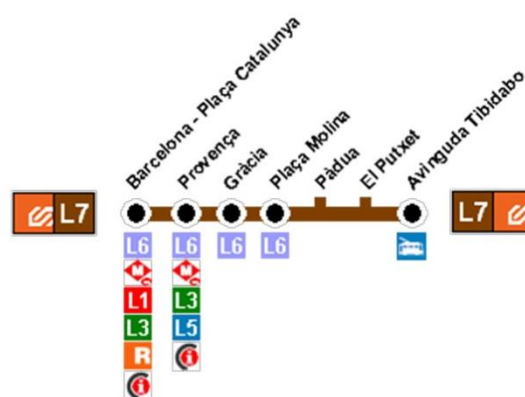 Barcelona - Plaça Catalunya
Provença
Gràcia
Plaça Molina
Pàdua
El Putxet
Avinguda Tibidabo
L7
L7
L6
L6
L6
L6
M
M
L1
L3
L3
L5
R
i
i